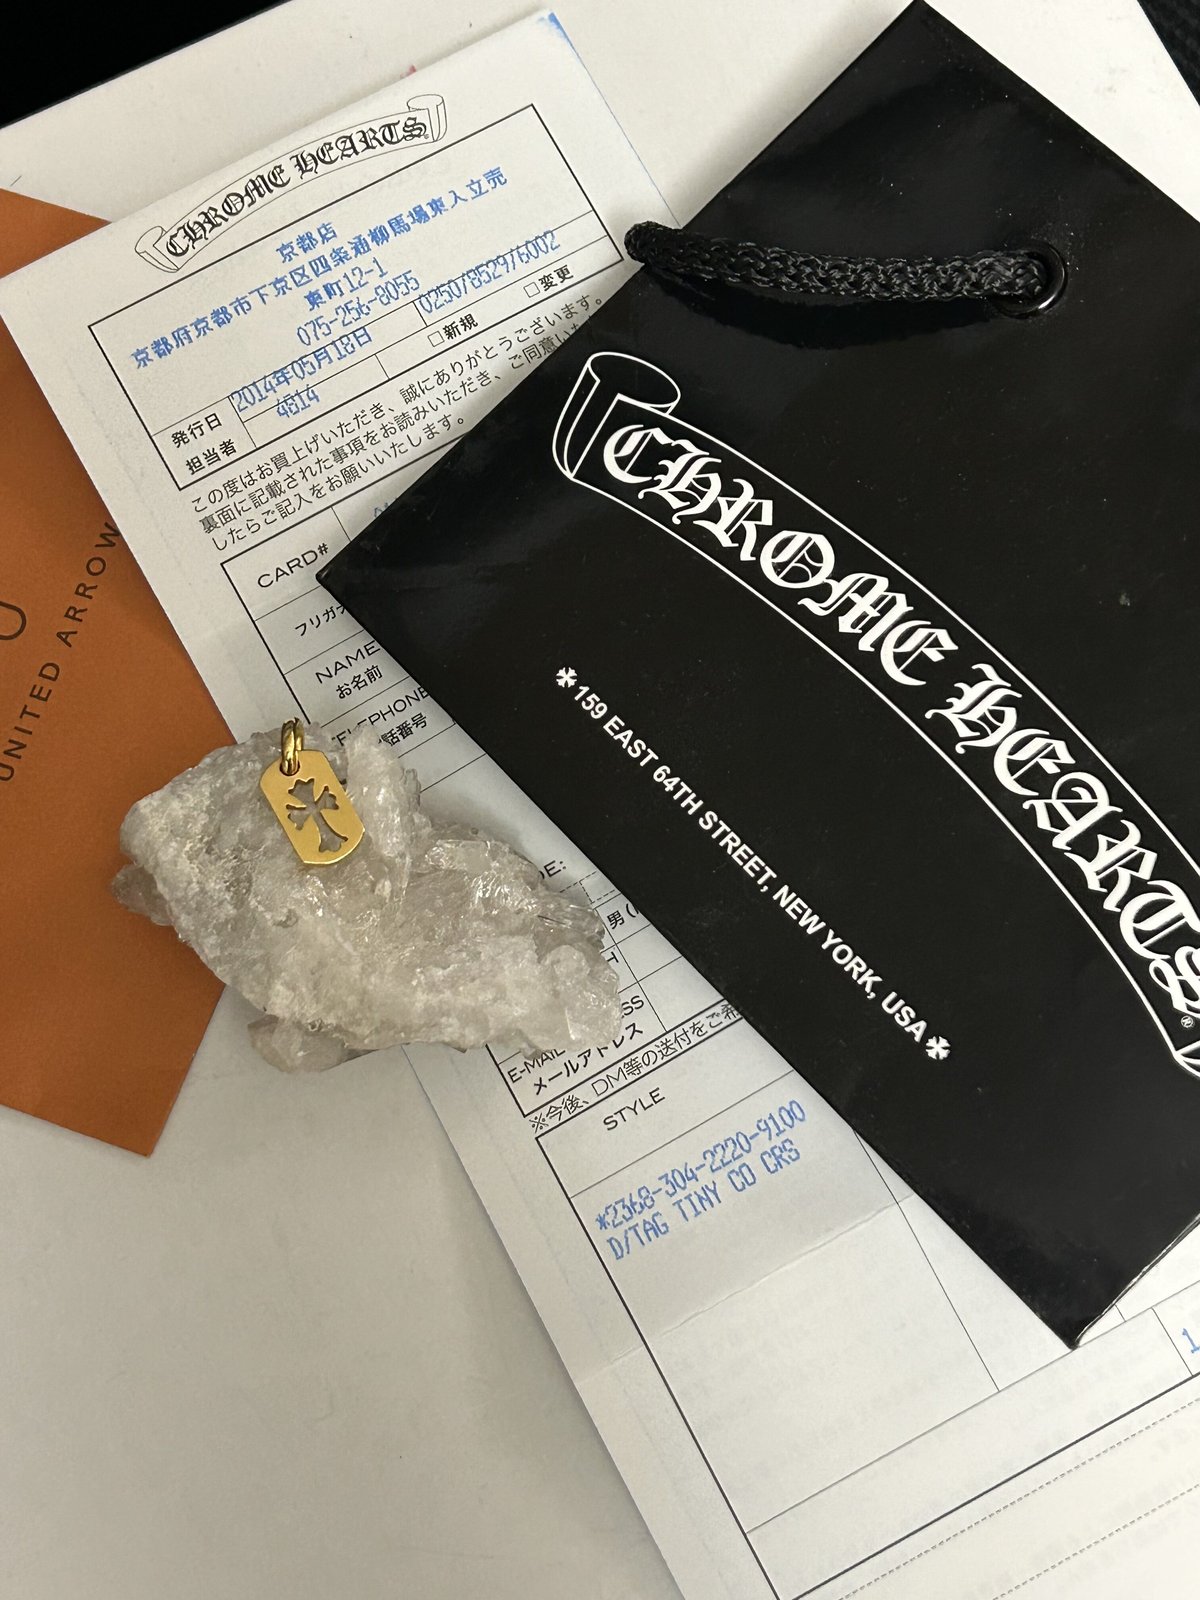 CHROME HEARTS
京都店
京都府京都市下京区四条通柳馬場東入立売
東町12-1
075-256-8055
発行日 2014年05月18日 0250/8529/6002
担当者 4814 □新規 □変更
この度はお買上げいただき、誠にありがとうございます。
裏面に記載された事項をお読みいただき、ご同意い
したらご記入をお願いいたします。
CARD#
フリガナ
NAME
お名前
TELEPHONE
話番号
DE:
男(
E-MAIL
メールアドレス
※今後、DM等の送付をご希
STYLE
*2368-304-2220-9100
D/TAG TINY CO CRS
1
UNITED ARROW
CHROME HEARTS
®
159 EAST 64TH STREET, NEW YORK, USA